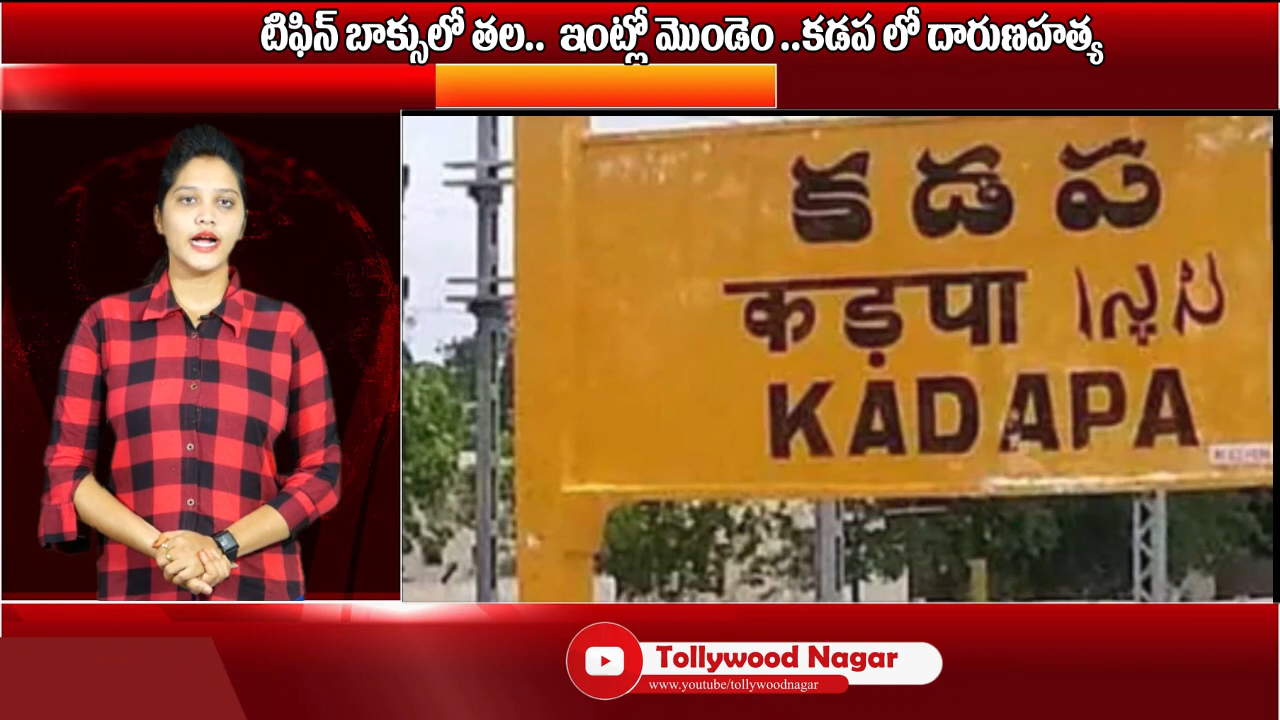 టిఫిన్ బాక్సులో తల.. ఇంట్లో మొండెం ..కడప లో దారుణహత్య
కడప
कड़पा
KADAPA
Tollywood Nagar
www.youtube/tollywoodnagar